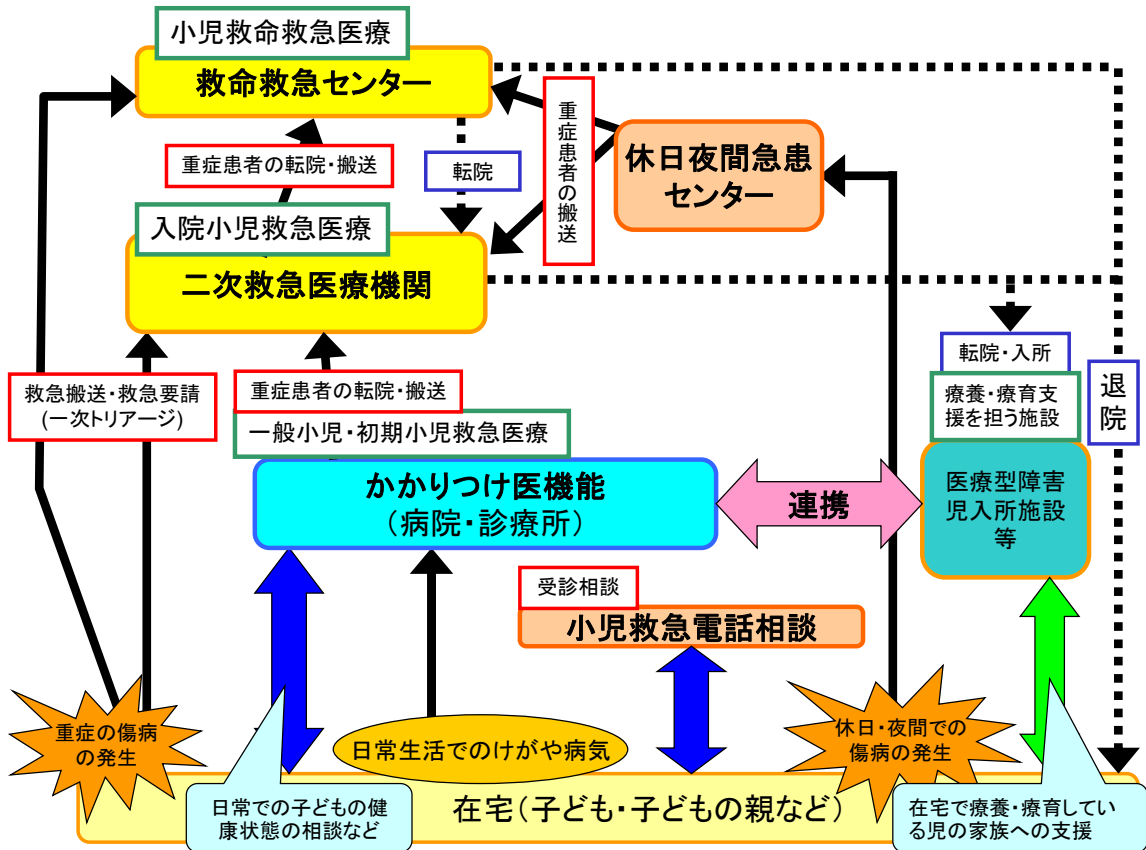 小児救命救急医療
救命救急センター
重症患者の転院・搬送
転院
重症患者の搬送
休日夜間急患
センター
入院小児救急医療
二次救急医療機関
救急搬送・救急要請
(一次トリアージ)
重症患者の転院・搬送
一般小児・初期小児救急医療
かかりつけ医機能
（病院・診療所）
連携
転院・入所
療養・療育支
援を担う施設
医療型障害
児入所施設
等
退院
受診相談
小児救急電話相談
重症の傷病
の発生
日常生活でのけがや病気
休日・夜間での
傷病の発生
在宅（子ども・子どもの親など）
日常での子どもの健
康状態の相談など
在宅で療養・療育してい
る児の家族への支援